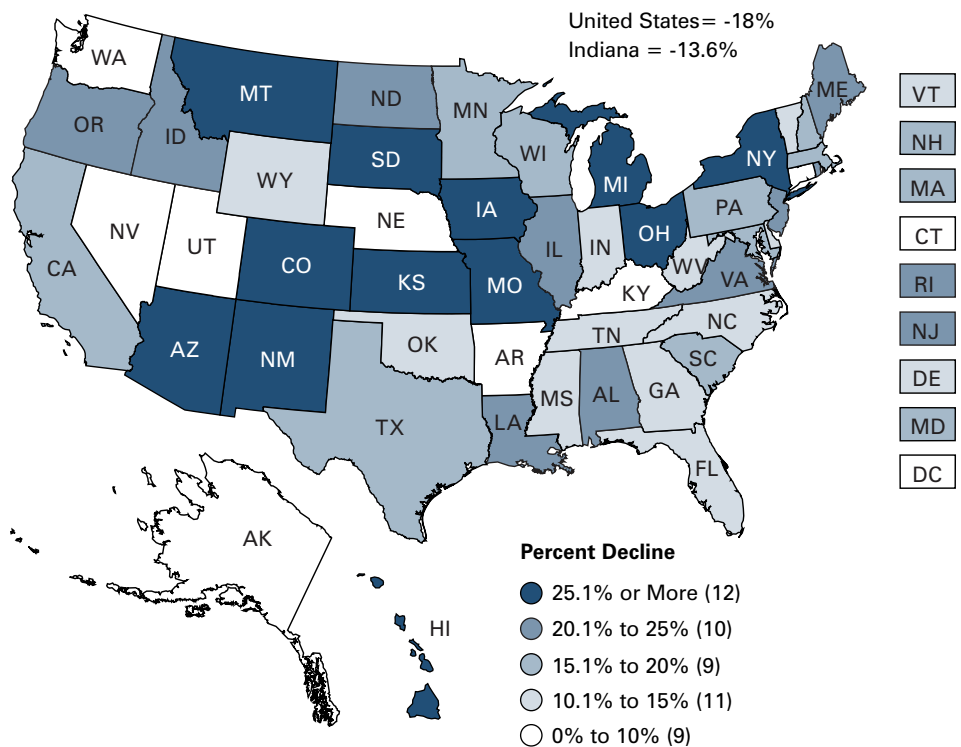 United States= -18%
Indiana = -13.6%
WA
MT
ND
MN
ME
VT
OR
ID
SD
WI
NY
NH
WY
MI
MA
IA
PA
NE
CT
NV
UT
IL
IN
OH
CA
CO
WV
VA
RI
KS
MO
KY
NJ
AZ
NM
OK
AR
TN
NC
DE
SC
MS
AL
GA
TX
LA
MD
FL
DC
AK
HI
Percent Decline
25.1% or More (12)
20.1% to 25% (10)
15.1% to 20% (9)
10.1% to 15% (11)
0% to 10% (9)